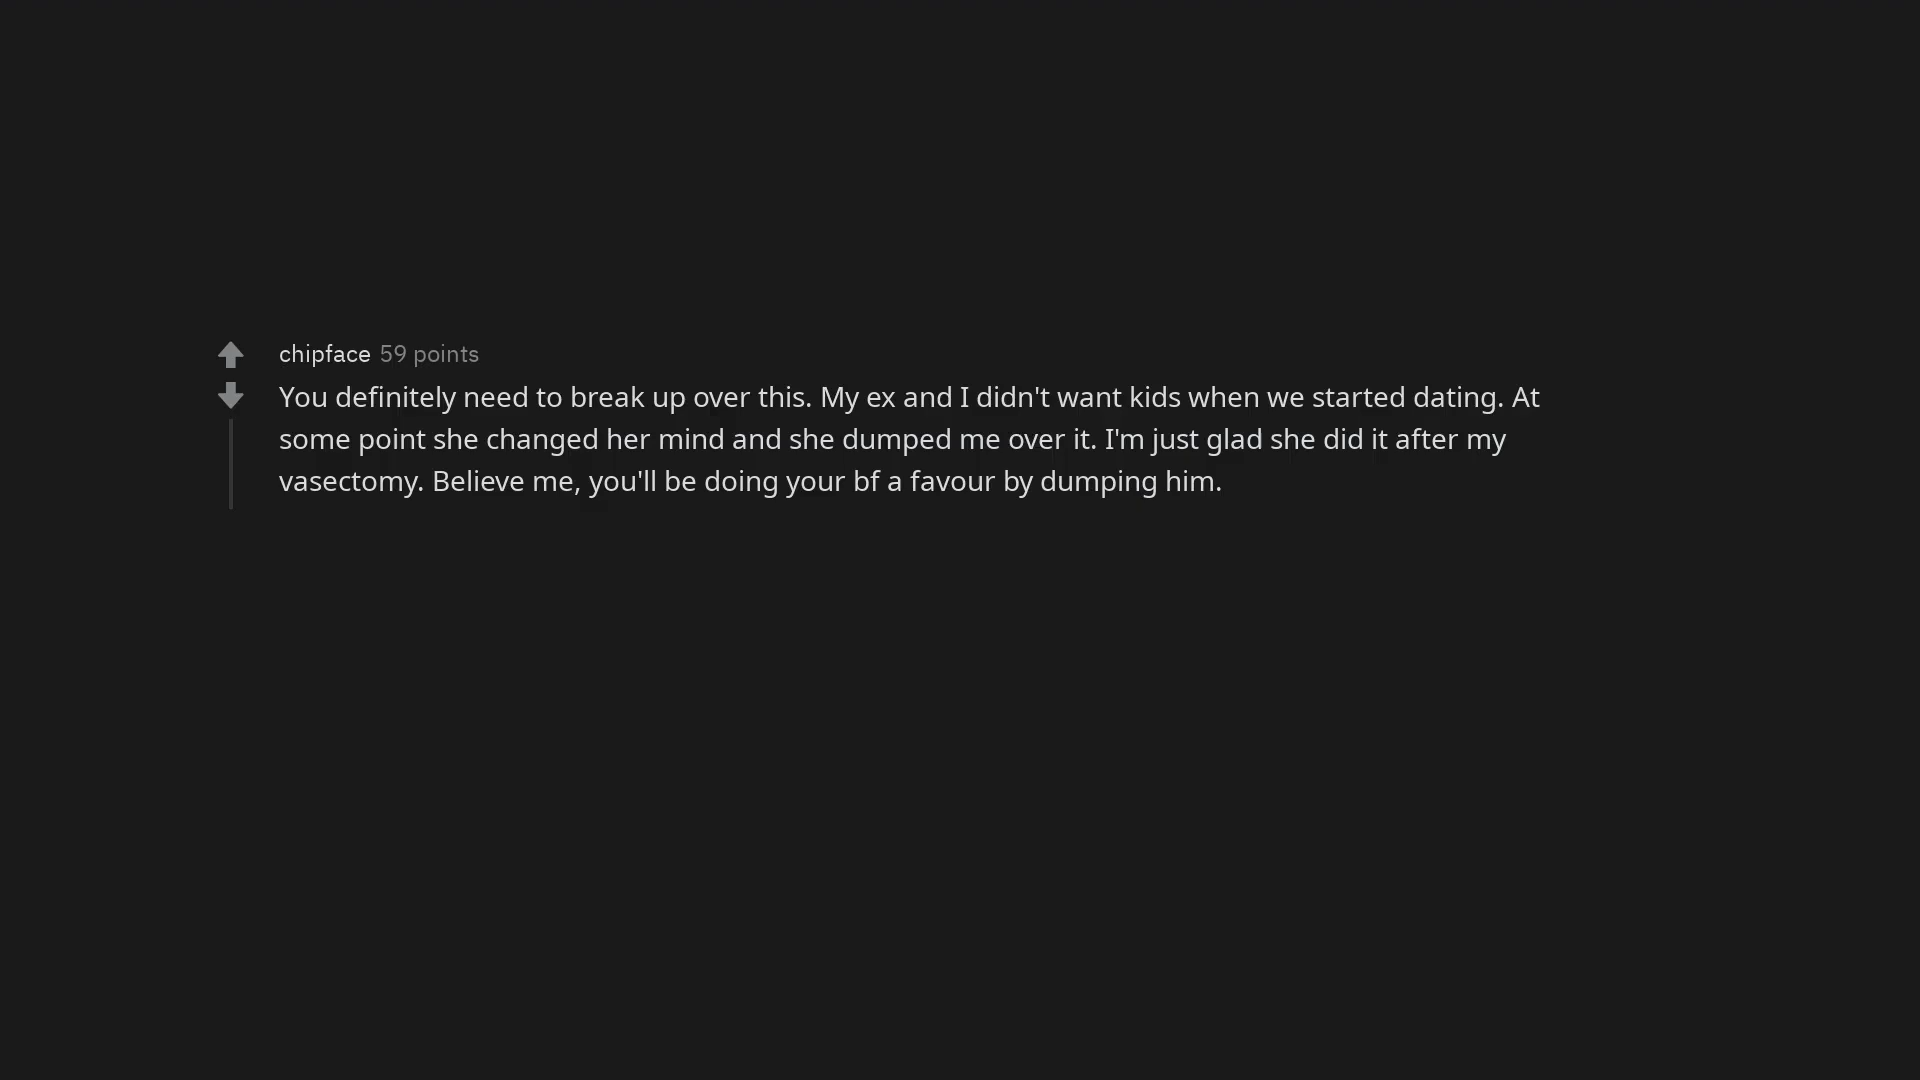 chipface 59 points
You definitely need to break up over this. My ex and I didn't want kids when we started dating. At
some point she changed her mind and she dumped me over it. I'm just glad she did it after my
vasectomy. Believe me, you'll be doing your bf a favour by dumping him.